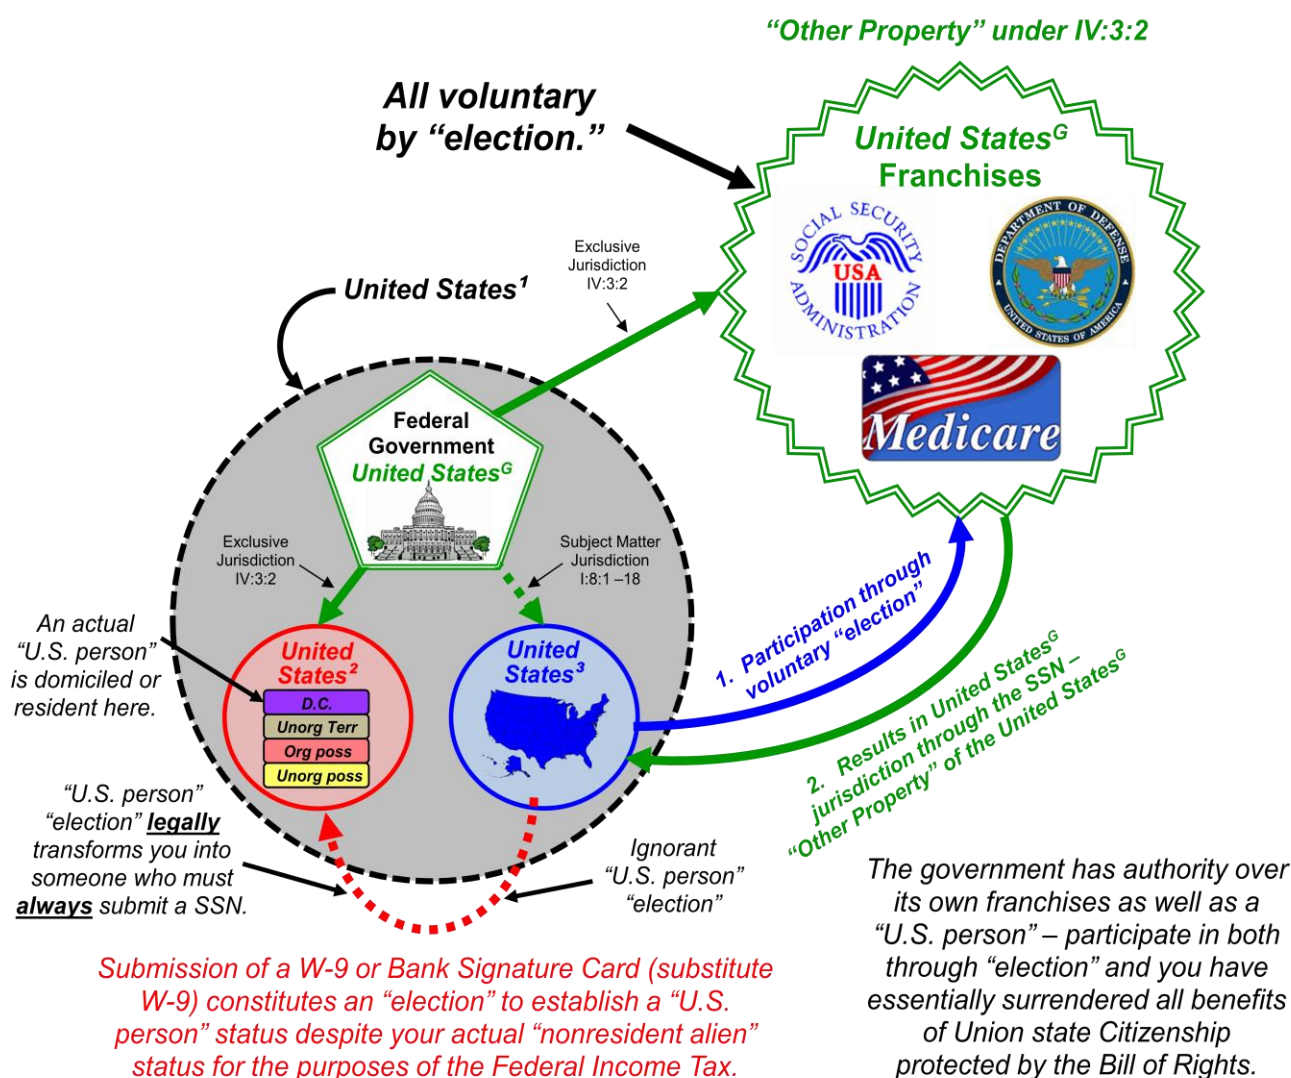 “Other Property” under IV:3:2
All voluntary
by “election.”
United Statesᴳ
Franchises
SOCIAL SECURITY
USA
ADMINISTRATION
DEPARTMENT OF DEFENSE
UNITED STATES OF AMERICA
Medicare
Exclusive
Jurisdiction
IV:3:2
United States¹
Federal
Government
United Statesᴳ
Exclusive
Jurisdiction
IV:3:2
Subject Matter
Jurisdiction
I:8:1 –18
An actual
“U.S. person”
is domiciled or
resident here.
United
States²
D.C.
Unorg Terr
Org poss
Unorg poss
United
States³
1. Participation through
voluntary “election”
2. Results in United Statesᴳ
jurisdiction through the SSN –
“Other Property” of the United Statesᴳ
“U.S. person”
“election” legally
transforms you into
someone who must
always submit a SSN.
Ignorant
“U.S. person”
“election”
Submission of a W-9 or Bank Signature Card (substitute
W-9) constitutes an “election” to establish a “U.S.
person” status despite your actual “nonresident alien”
status for the purposes of the Federal Income Tax.
The government has authority over
its own franchises as well as a
“U.S. person” – participate in both
through “election” and you have
essentially surrendered all benefits
of Union state Citizenship
protected by the Bill of Rights.